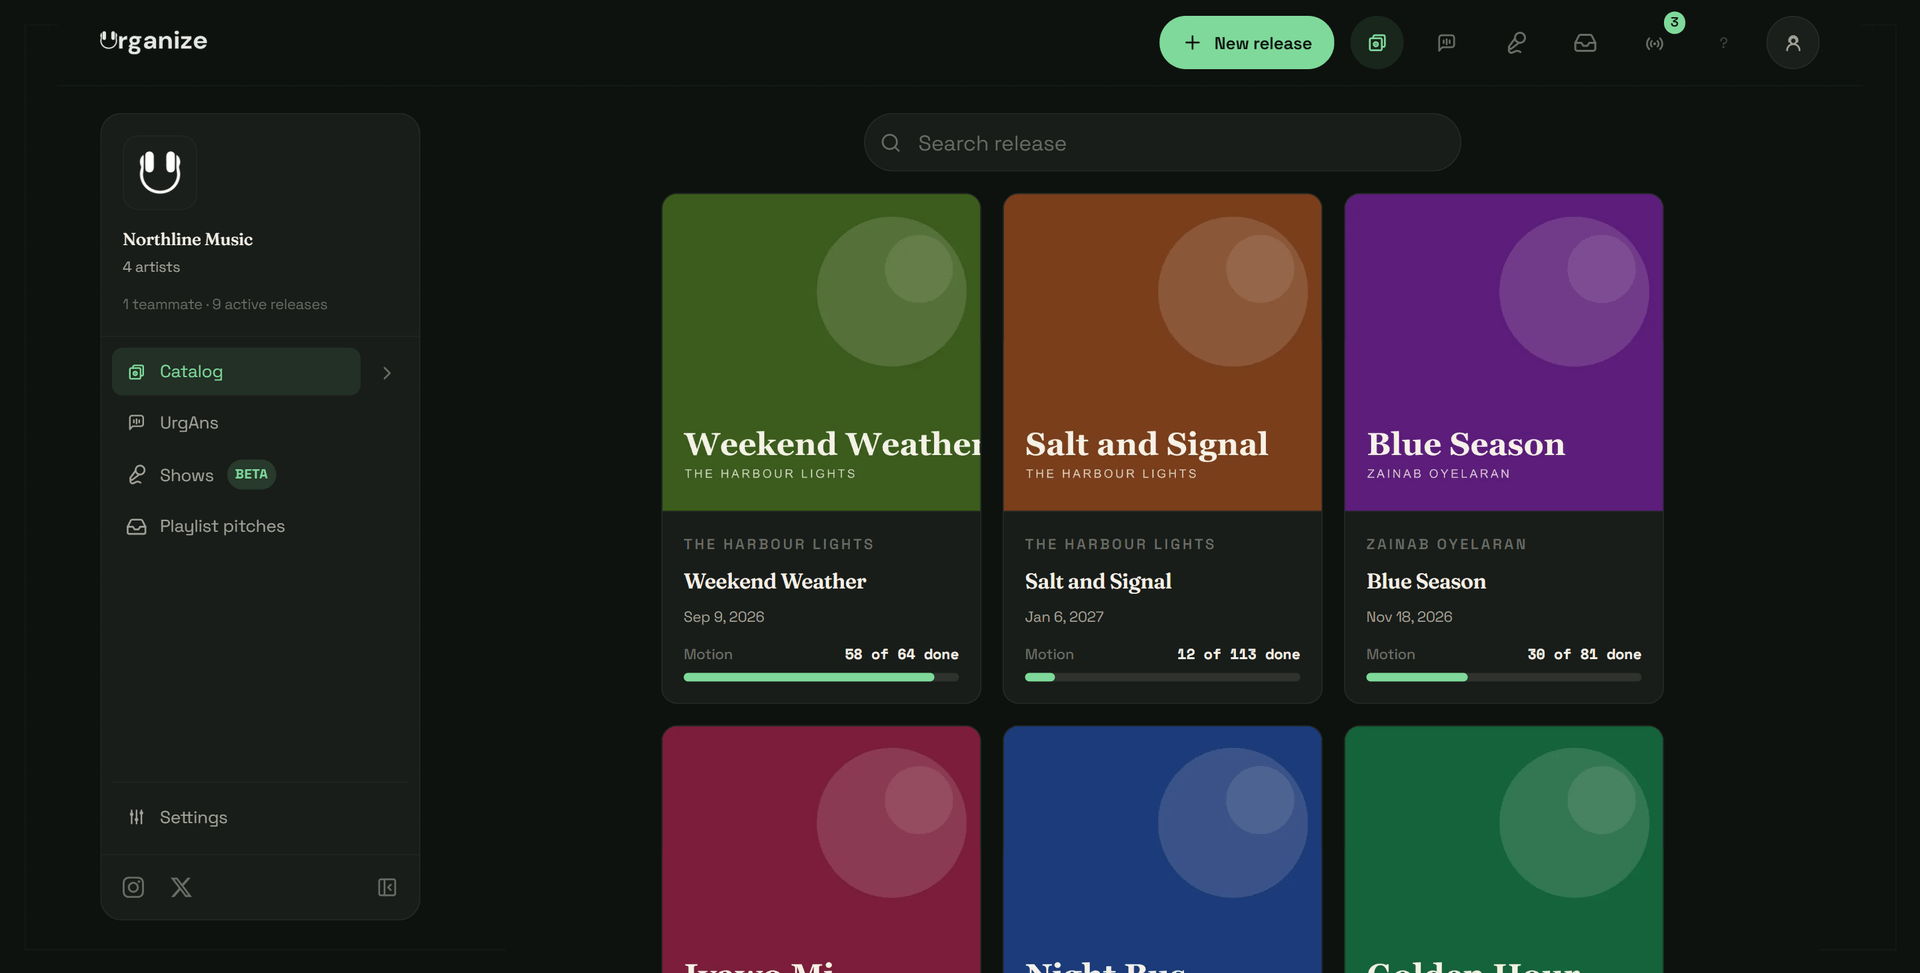 Urganize
New release
3
?
Northline Music
4 artists
1 teammate · 9 active releases
Catalog
UrgAns
Shows BETA
Playlist pitches
Settings
Search release
Weekend Weather
THE HARBOUR LIGHTS
THE HARBOUR LIGHTS
Weekend Weather
Sep 9, 2026
Motion 58 of 64 done
Salt and Signal
THE HARBOUR LIGHTS
THE HARBOUR LIGHTS
Salt and Signal
Jan 6, 2027
Motion 12 of 113 done
Blue Season
ZAINAB OYELARAN
ZAINAB OYELARAN
Blue Season
Nov 18, 2026
Motion 30 of 81 done
Night Bus
Golden Hour